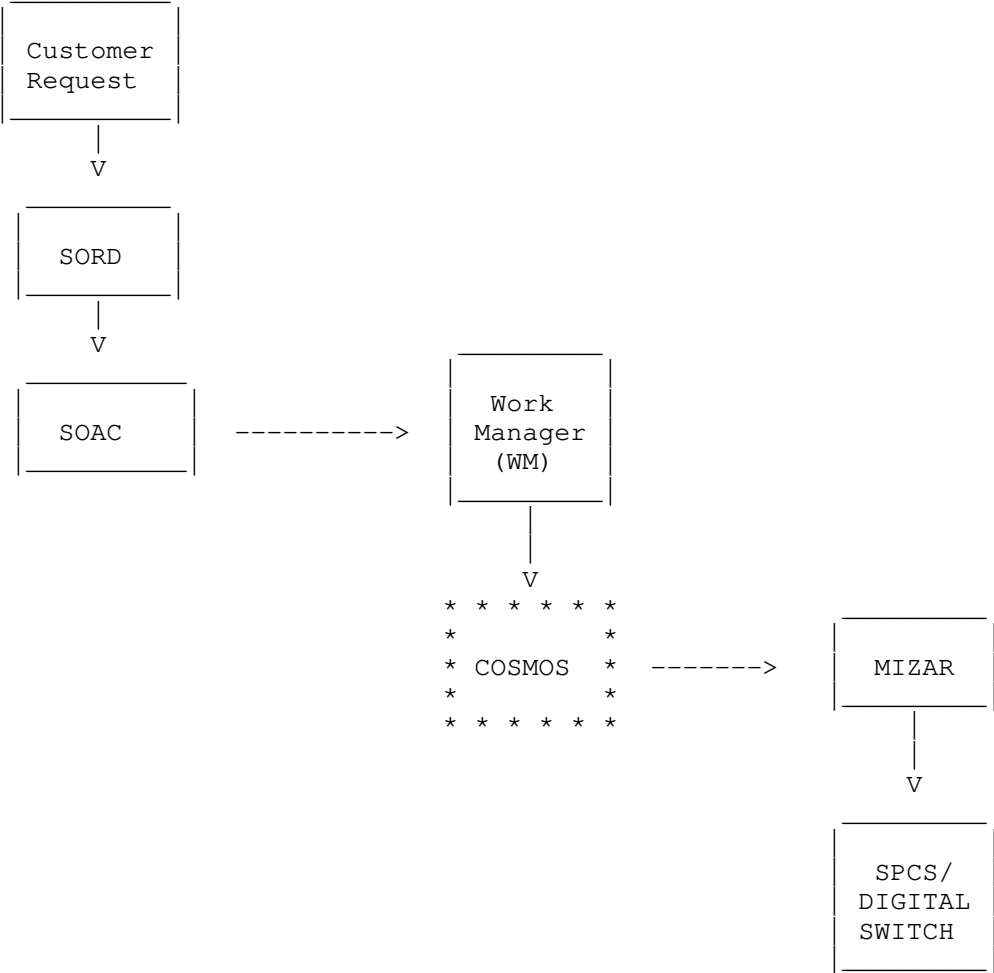 Customer
Request
V
SORD
V
SOAC
---------->
Work
Manager
(WM)
V
* * * * * *
* *
* COSMOS *
* *
* * * * * *
------->
MIZAR
V
SPCS/
DIGITAL
SWITCH